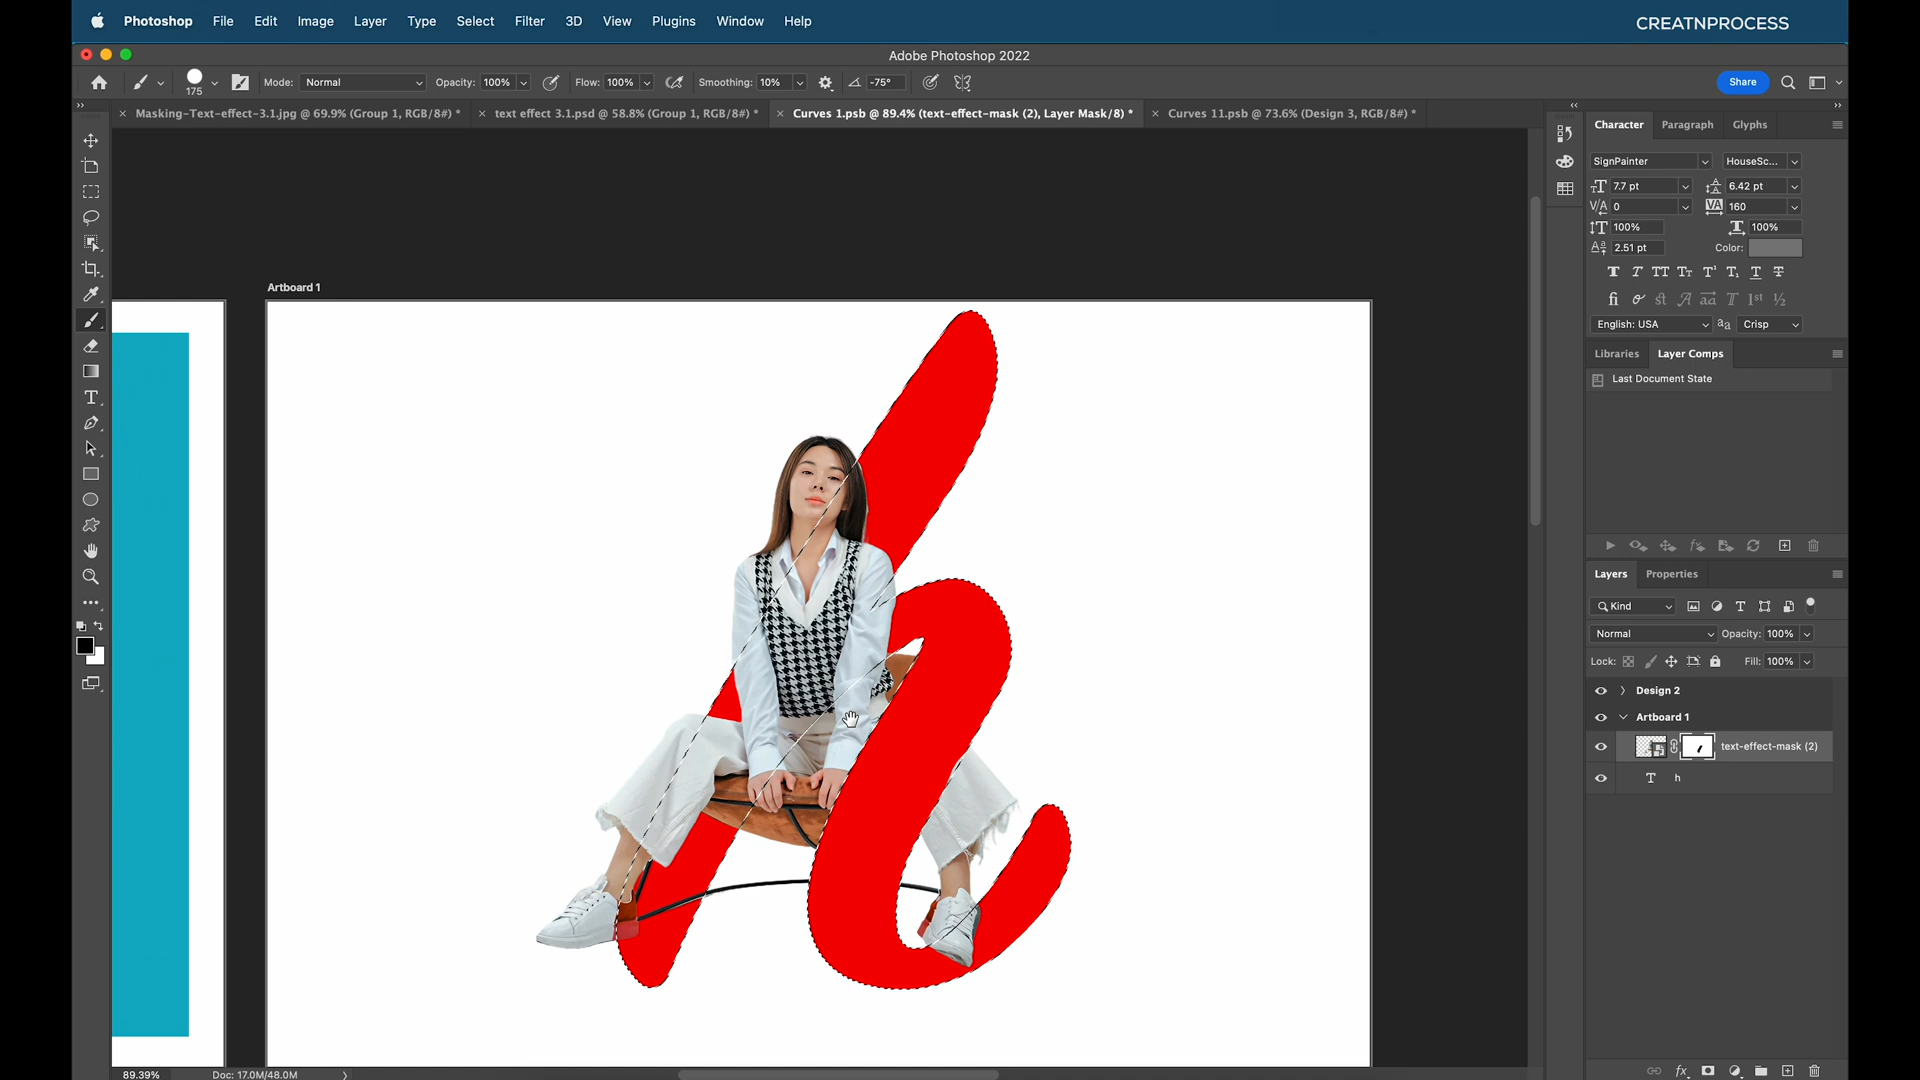 Photoshop File Edit Image Layer Type Select Filter 3D View Plugins Window Help
CREATNPROCESS
Adobe Photoshop 2022
175 Mode: Normal Opacity: 100% Flow: 100% Smoothing: 10% -75° Share
Masking-Text-effect-3.1.jpg @ 69.9% (Group 1, RGB/8#) * text effect 3.1.psd @ 58.8% (Group 1, RGB/8#) * Curves 1.psb @ 89.4% (text-effect-mask (2), Layer Mask/8) * Curves 11.psb @ 73.6% (Design 3, RGB/8#) *
Character Paragraph Glyphs
SignPainter HouseSc...
7.7 pt 6.42 pt
0 160
100% 100%
2.51 pt Color:
English: USA Crisp
Libraries Layer Comps
Last Document State
Artboard 1
h
Layers Properties
Kind
Normal Opacity: 100%
Lock: Fill: 100%
Design 2
Artboard 1
text-effect-mask (2)
h
89.39% Doc: 17.0M/48.0M